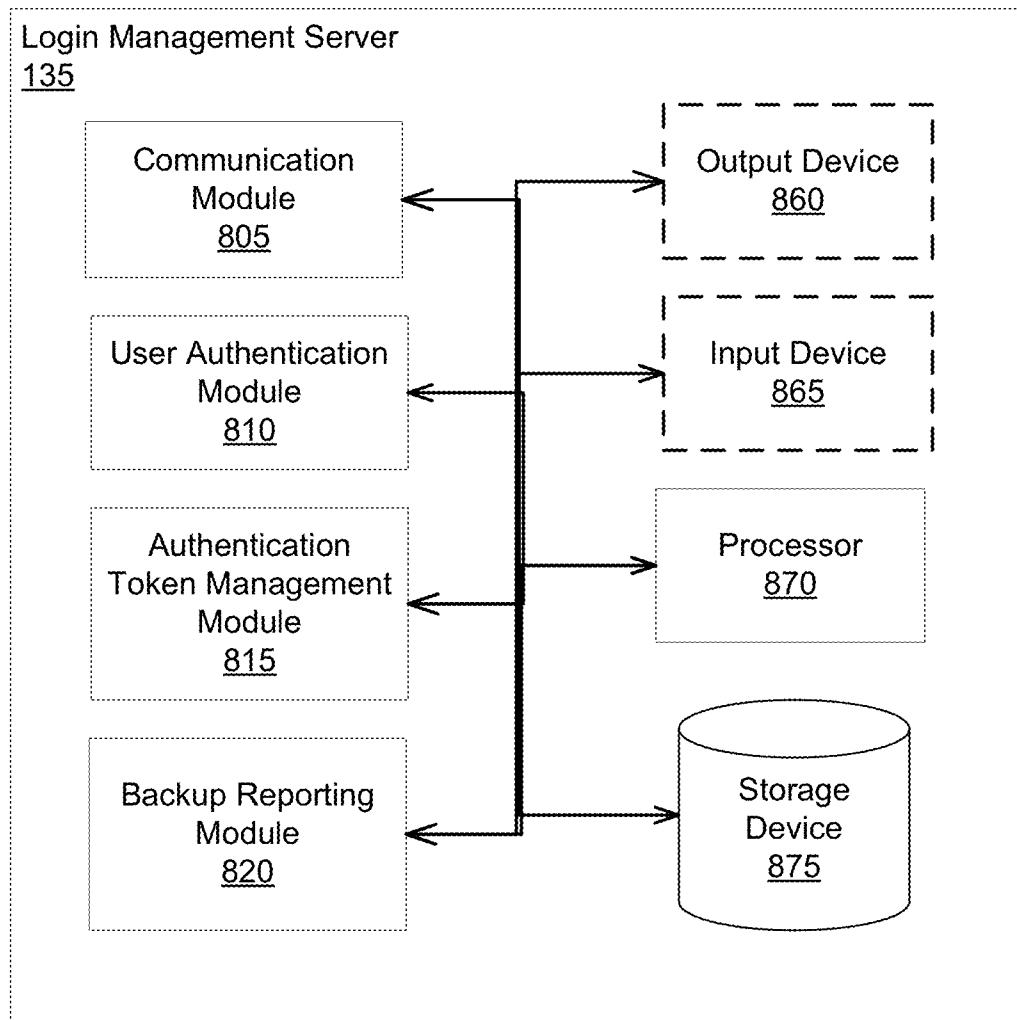 Login Management Server
135
Communication
Module
805
User Authentication
Module
810
Authentication
Token Management
Module
815
Backup Reporting
Module
820
Output Device
860
Input Device
865
Processor
870
Storage
Device
875